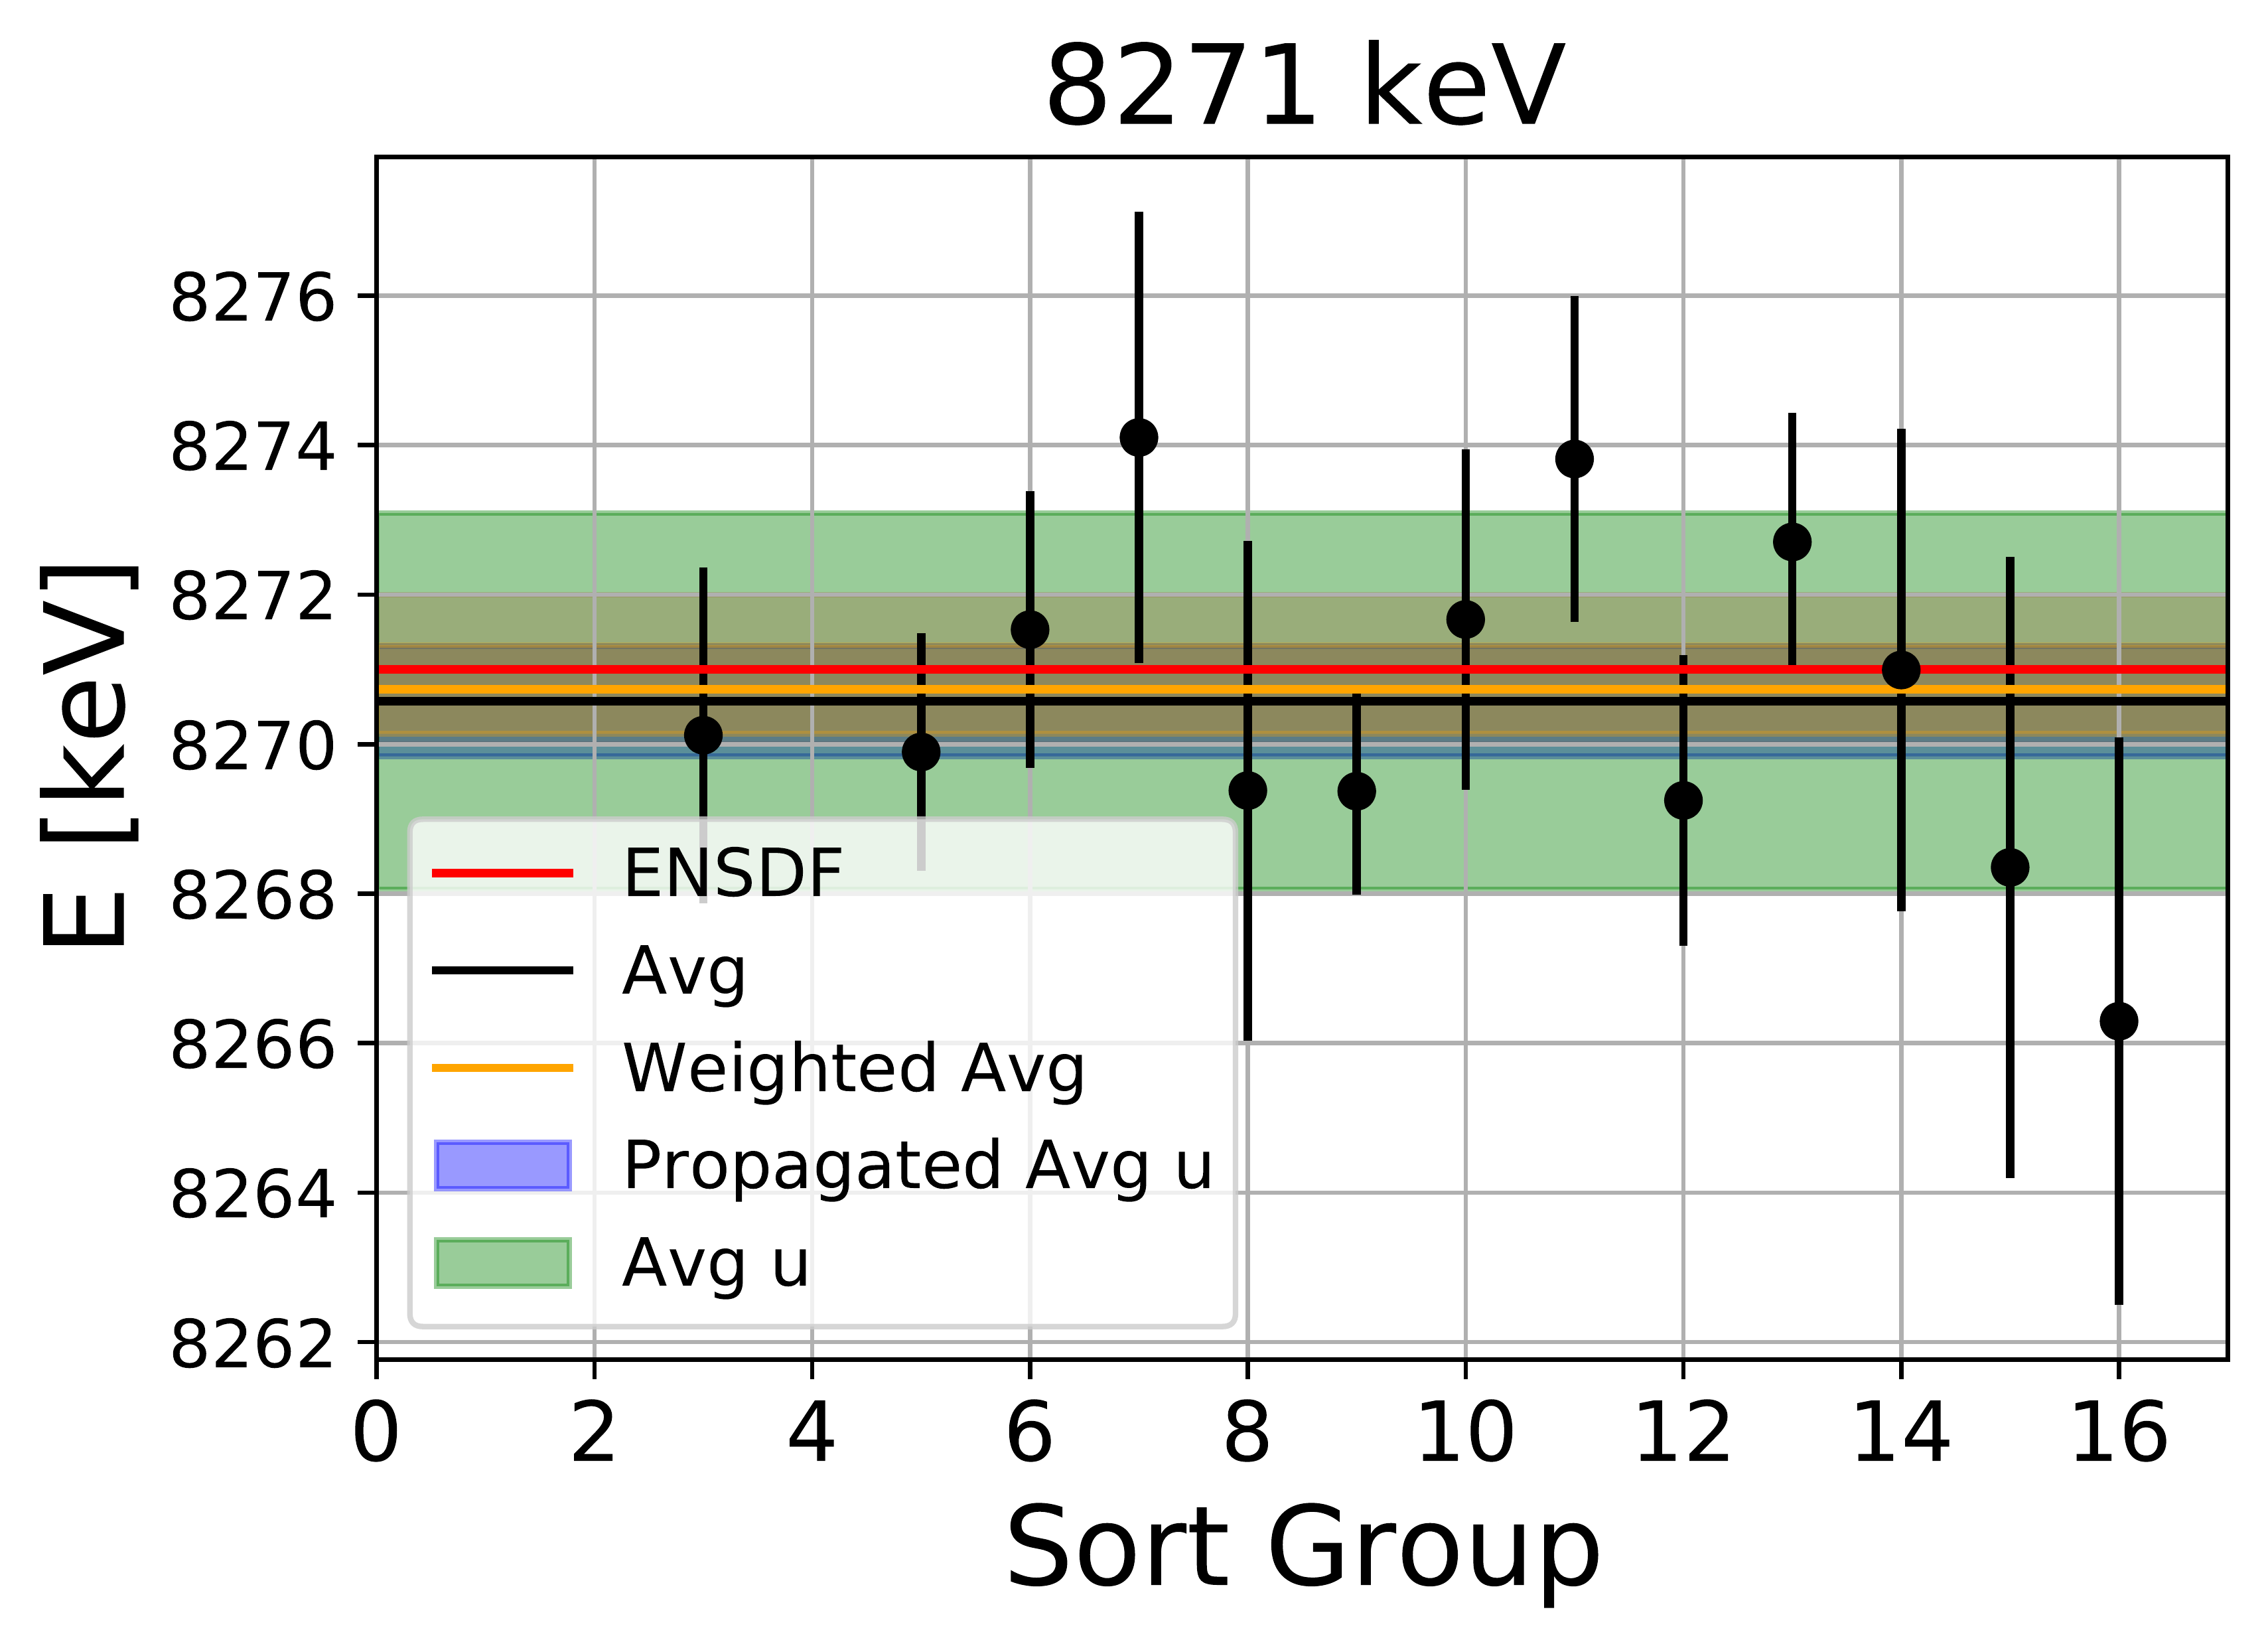 8271 keV
E [keV]
8276
8274
8272
8270
8268
8266
8264
8262
ENSDF
Avg
Weighted Avg
Propagated Avg u
Avg u
0 2 4 6 8 10 12 14 16
Sort Group